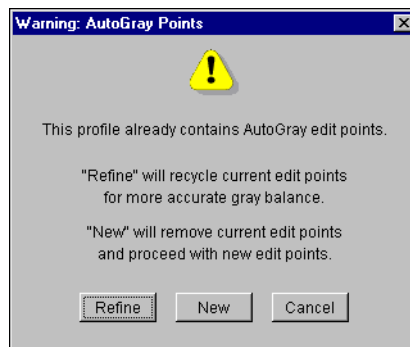 Warning: AutoGray Points
This profile already contains AutoGray edit points.
"Refine" will recycle current edit points
for more accurate gray balance.
"New" will remove current edit points
and proceed with new edit points.
Refine New Cancel